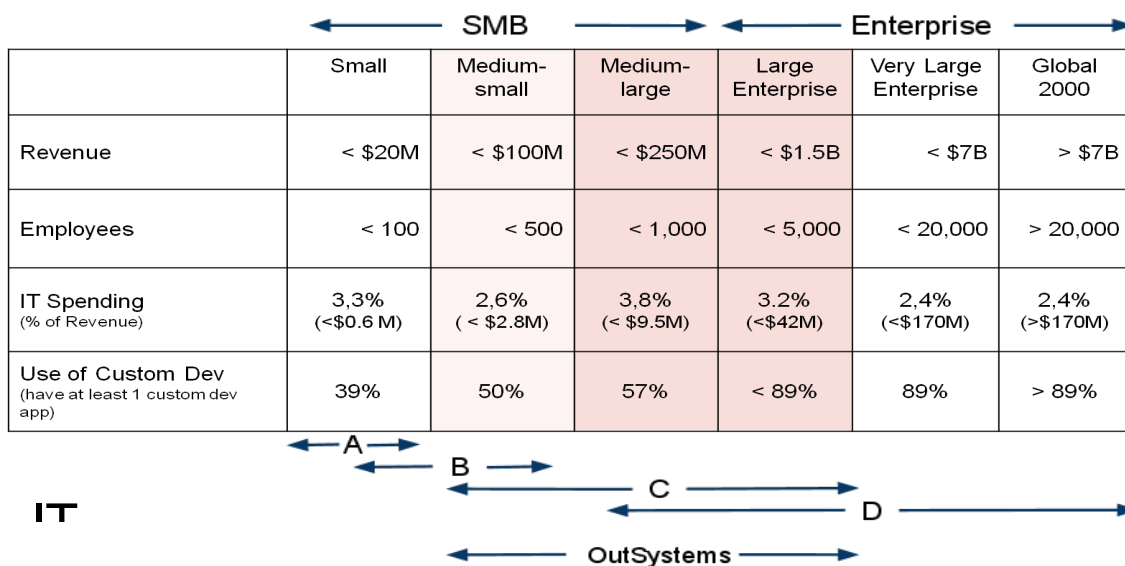 SMB Enterprise
Small Medium-small Medium-large Large Enterprise Very Large Enterprise Global 2000
Revenue < $20M < $100M < $250M < $1.5B < $7B > $7B
Employees < 100 < 500 < 1,000 < 5,000 < 20,000 > 20,000
IT Spending 3,3% 2,6% 3,8% 3.2% 2,4% 2,4%
(% of Revenue) (<$0.6 M) ( < $2.8M) (< $9.5M) (<$42M) (<$170M) (>$170M)
Use of Custom Dev
(have at least 1 custom dev app) 39% 50% 57% < 89% 89% > 89%
A
B
C
IT
D
OutSystems